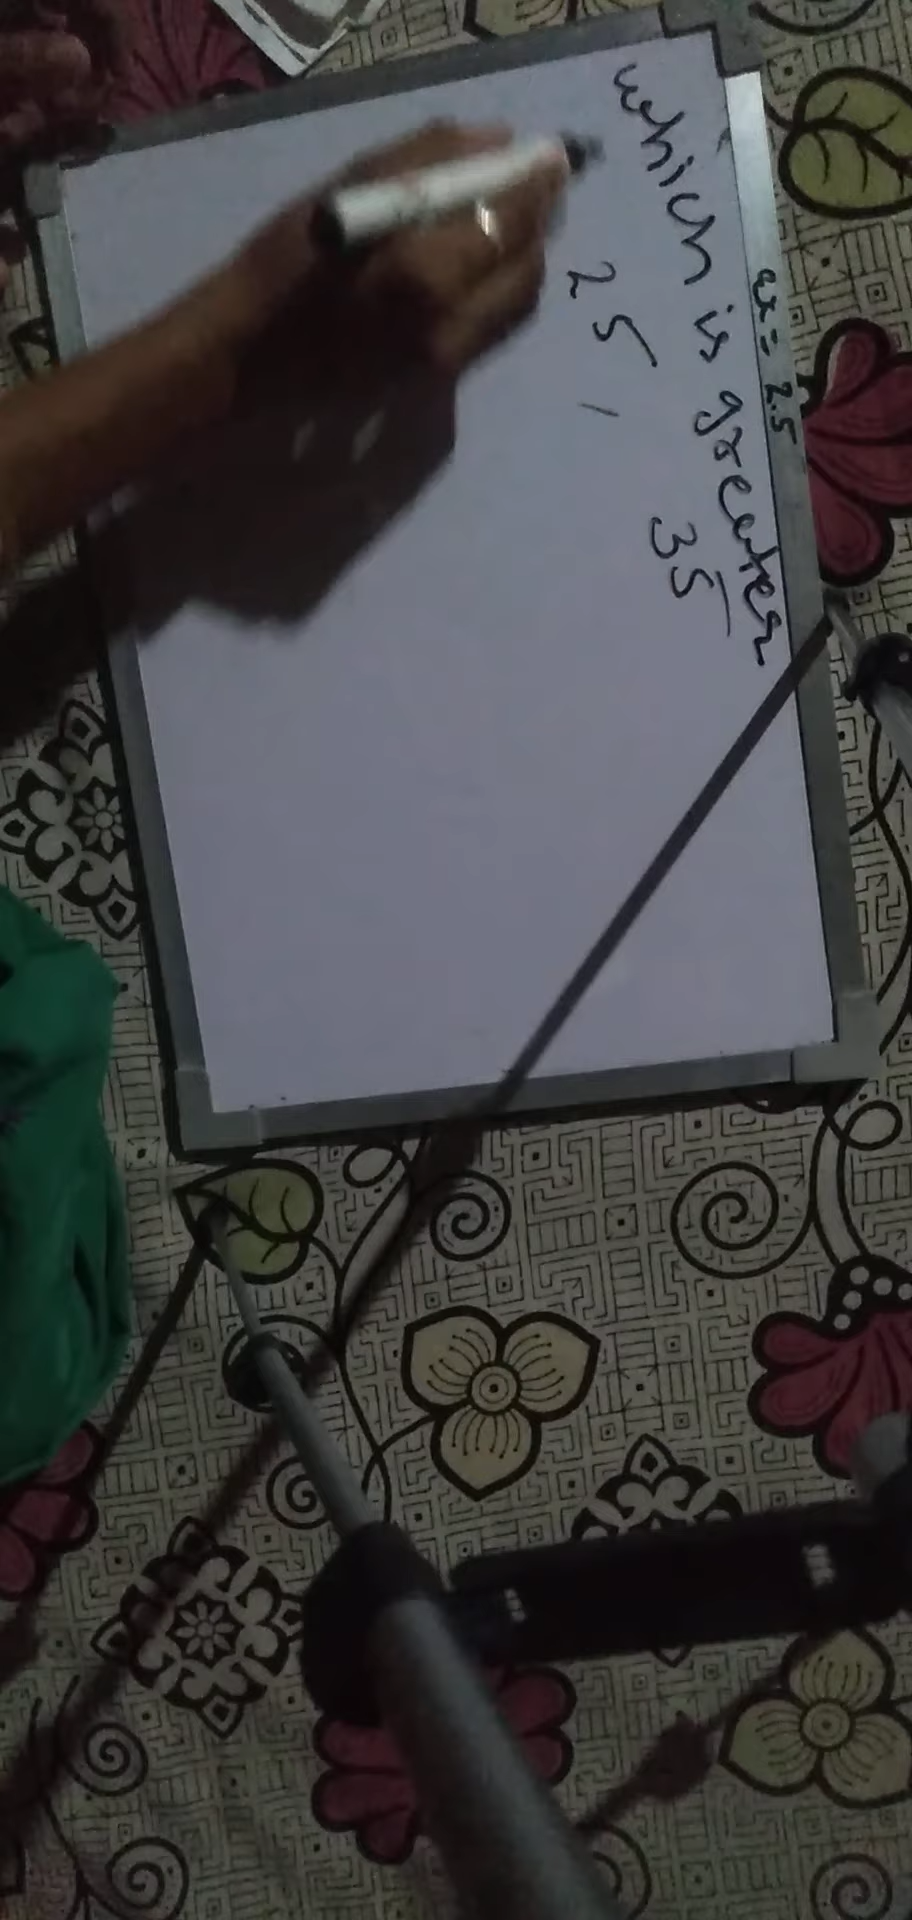 ex = 2.5
which is greater
25, 35